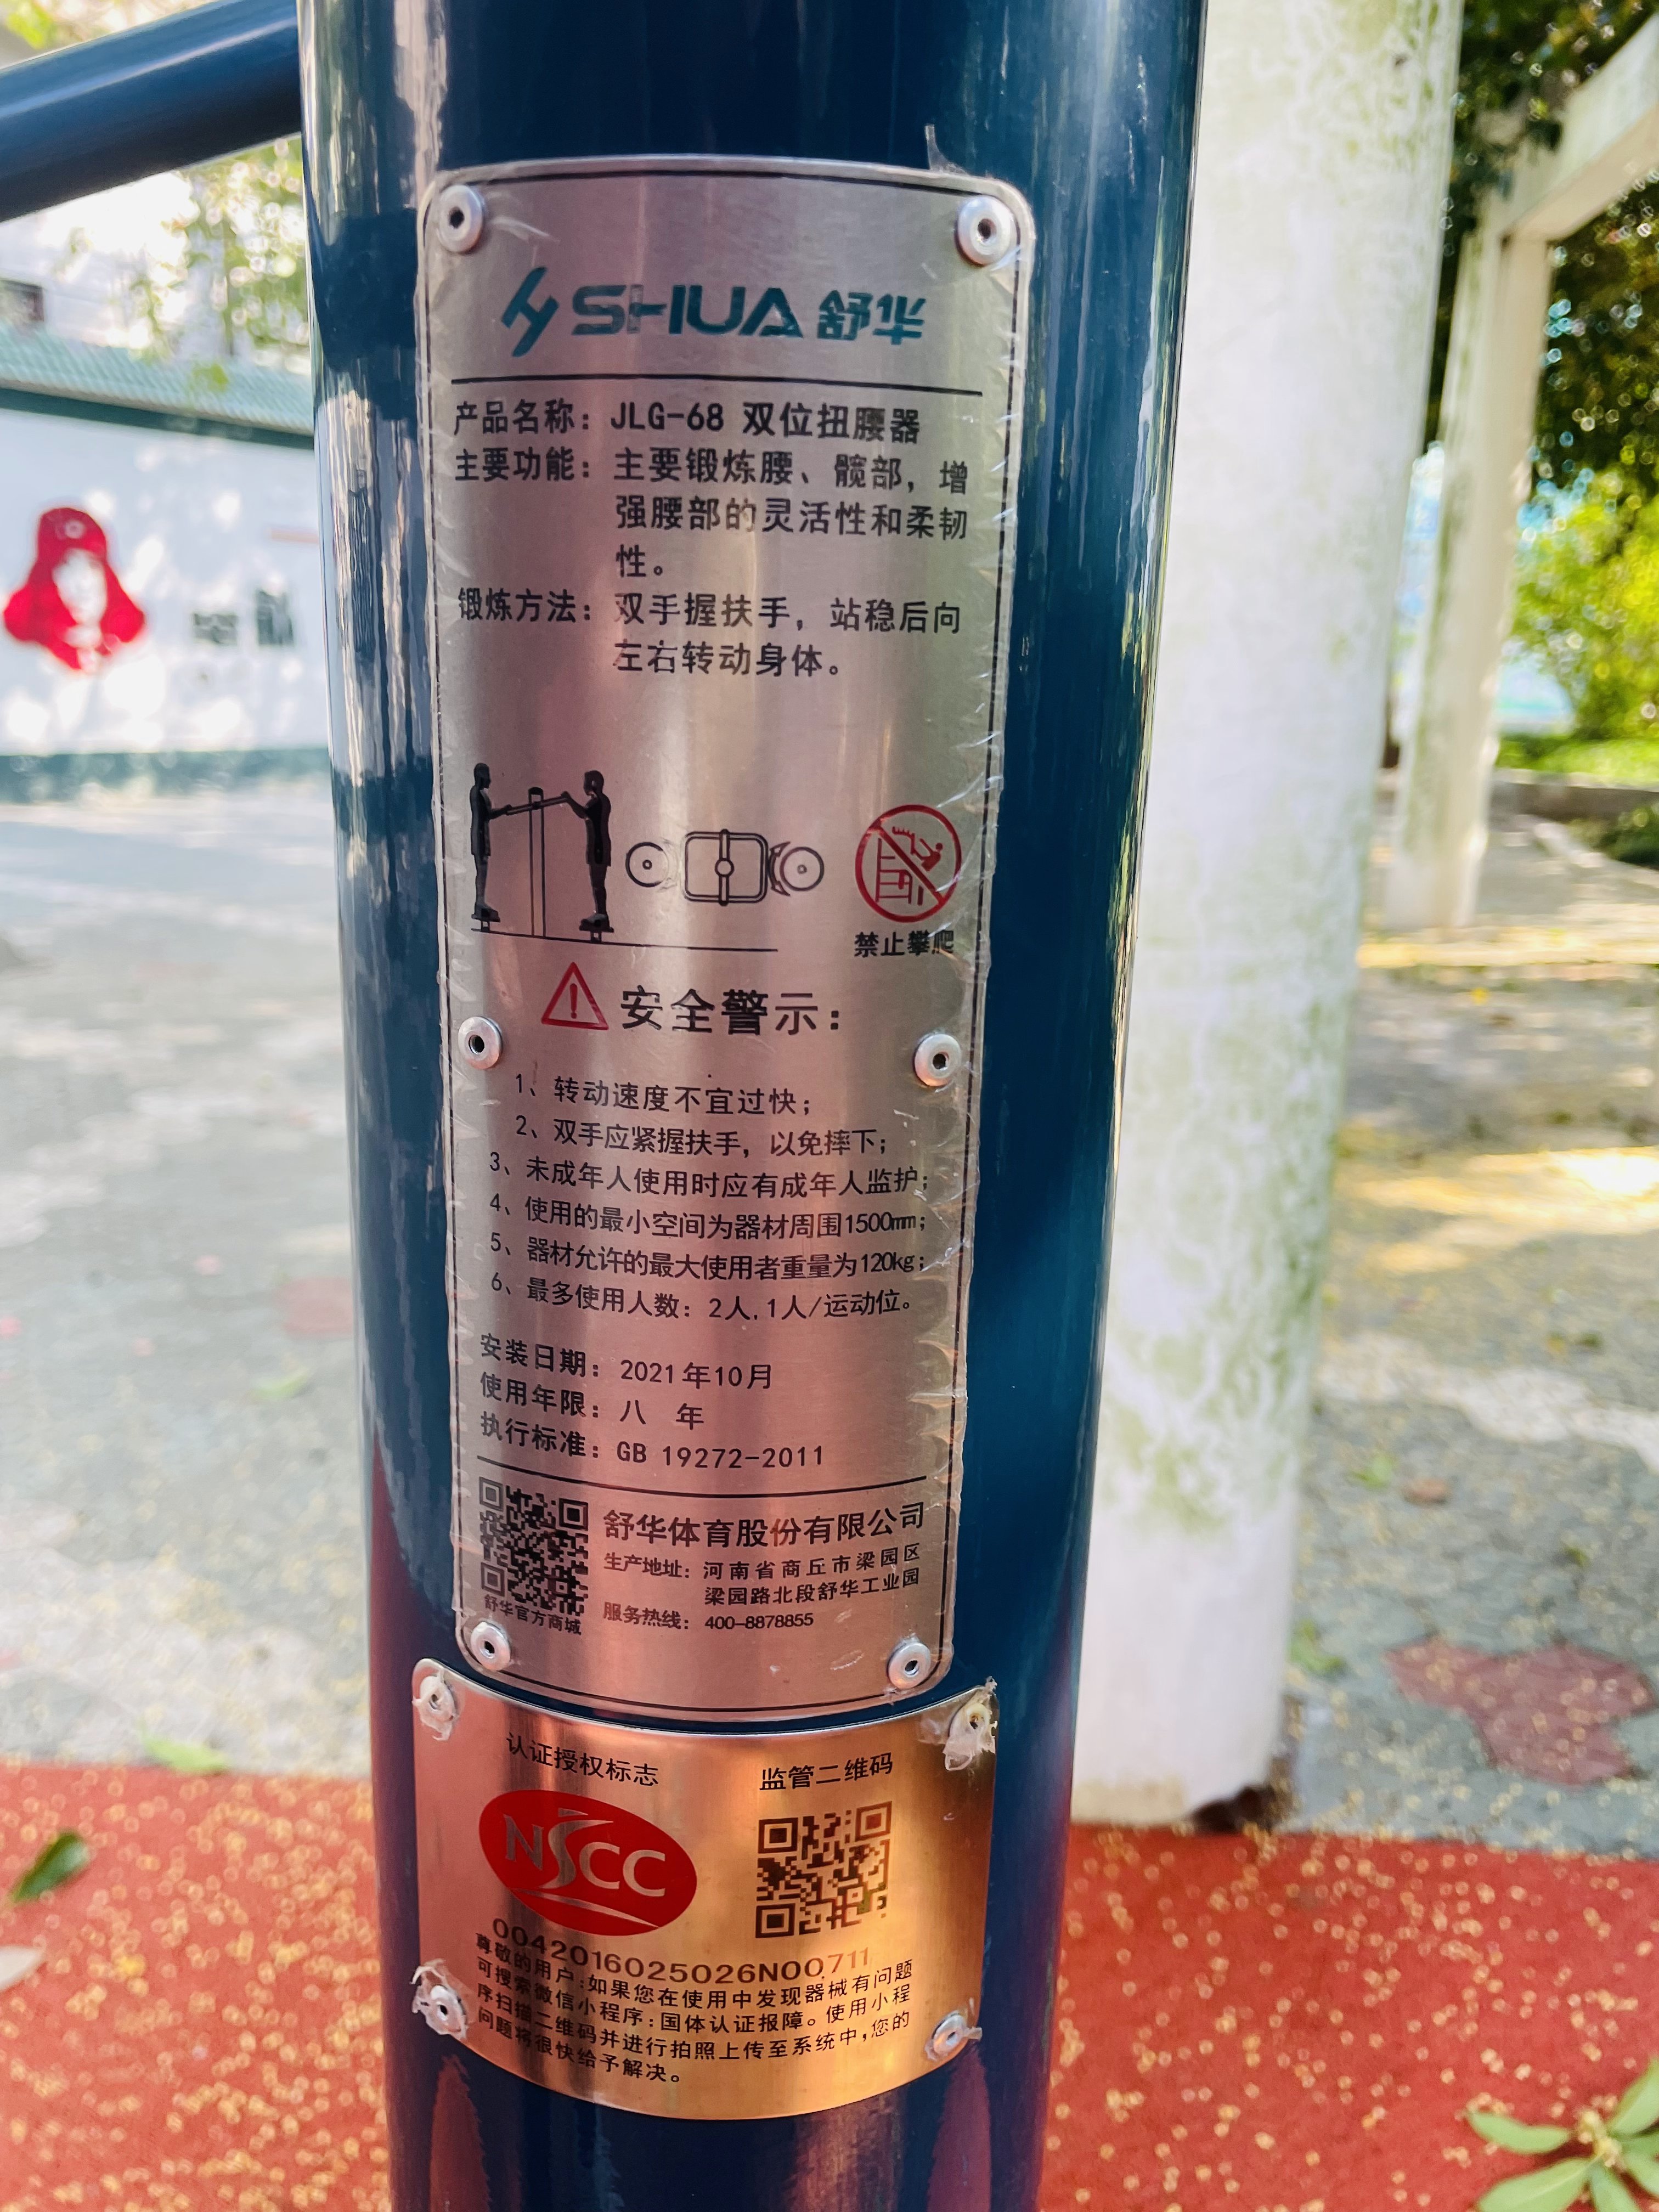 SHUA 舒华
产品名称：JLG-68 双位扭腰器
主要功能：主要锻炼腰、髋部，增
强腰部的灵活性和柔韧
性。
锻炼方法：双手握扶手，站稳后向
左右转动身体。
禁止攀爬
安全警示：
1、转动速度不宜过快；
2、双手应紧握扶手，以免摔下；
3、未成年人使用时应有成年人监护；
4、使用的最小空间为器材周围1500mm；
5、器材允许的最大使用者重量为120kg；
6、最多使用人数：2人，1人/运动位。
安装日期：2021年10月
使用年限：八 年
执行标准：GB 19272-2011
舒华体育股份有限公司
生产地址：河南省商丘市梁园区
梁园路北段舒华工业园
服务热线：400-8878855
舒华官方商城
认证授权标志
监管二维码
NSCC
0042016025026N00711
尊敬的用户：如果您在使用中发现器械有问题
可搜索微信小程序：国体认证报障。使用小程
序扫描二维码并进行拍照上传至系统中，您的
问题将很快给予解决。